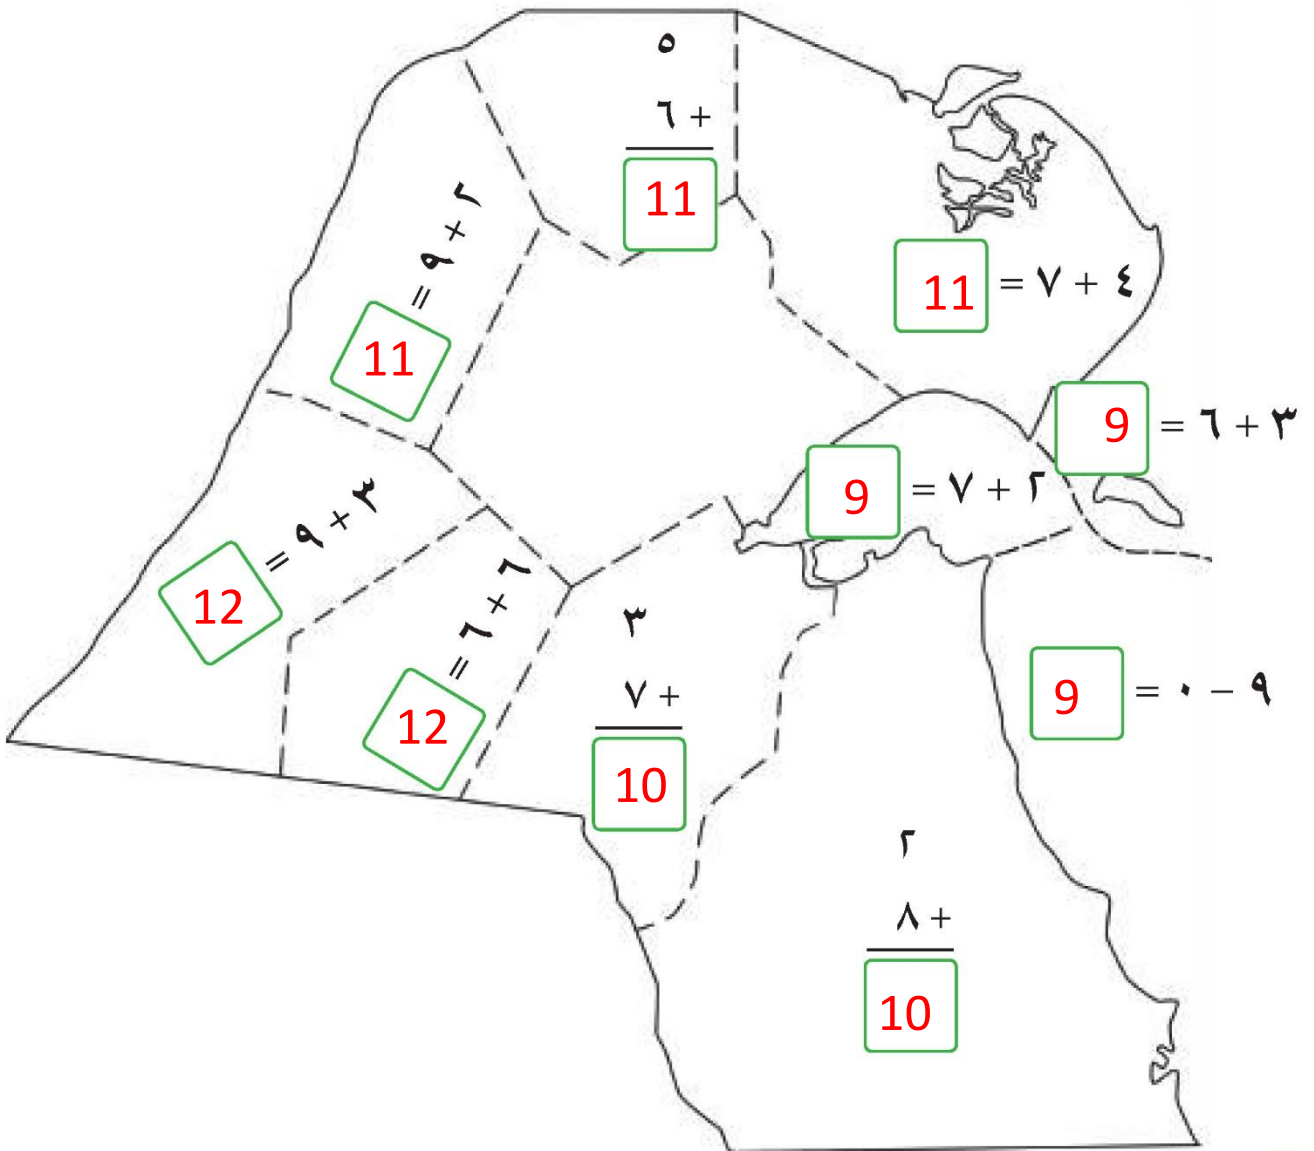 ٥
+ ٦
11
٢ + ٩ =
11
٤ + ٧ =
11
٣ + ٦ =
9
٢ + ٧ =
9
٣ + ٩ =
12
٦ + ٦ =
12
٣
+ ٧
10
٩ − ٠ =
9
٢
+ ٨
10